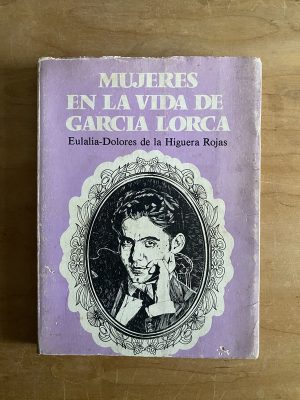 MUJERES
EN LA VIDA DE
GARCIA LORCA
Eulalia-Dolores de la Higuera Rojas